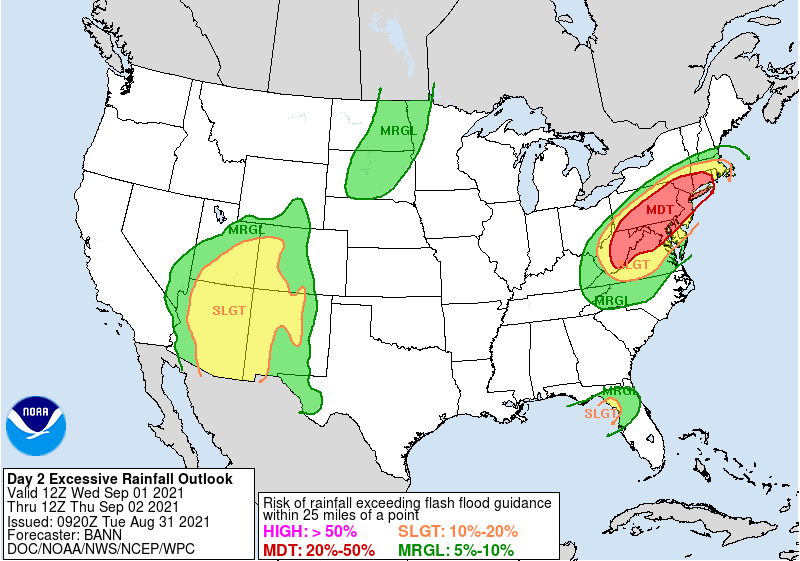 MRGL
MDT
MRGL
SLGT
SLGT
MRGL
MRGL
SLGT
NOAA
Day 2 Excessive Rainfall Outlook
Valid 12Z Wed Sep 01 2021
Thru 12Z Thu Sep 02 2021
Issued: 0920Z Tue Aug 31 2021
Forecaster: BANN
DOC/NOAA/NWS/NCEP/WPC
Risk of rainfall exceeding flash flood guidance
within 25 miles of a point
HIGH: > 50% SLGT: 10%-20%
MDT: 20%-50% MRGL: 5%-10%